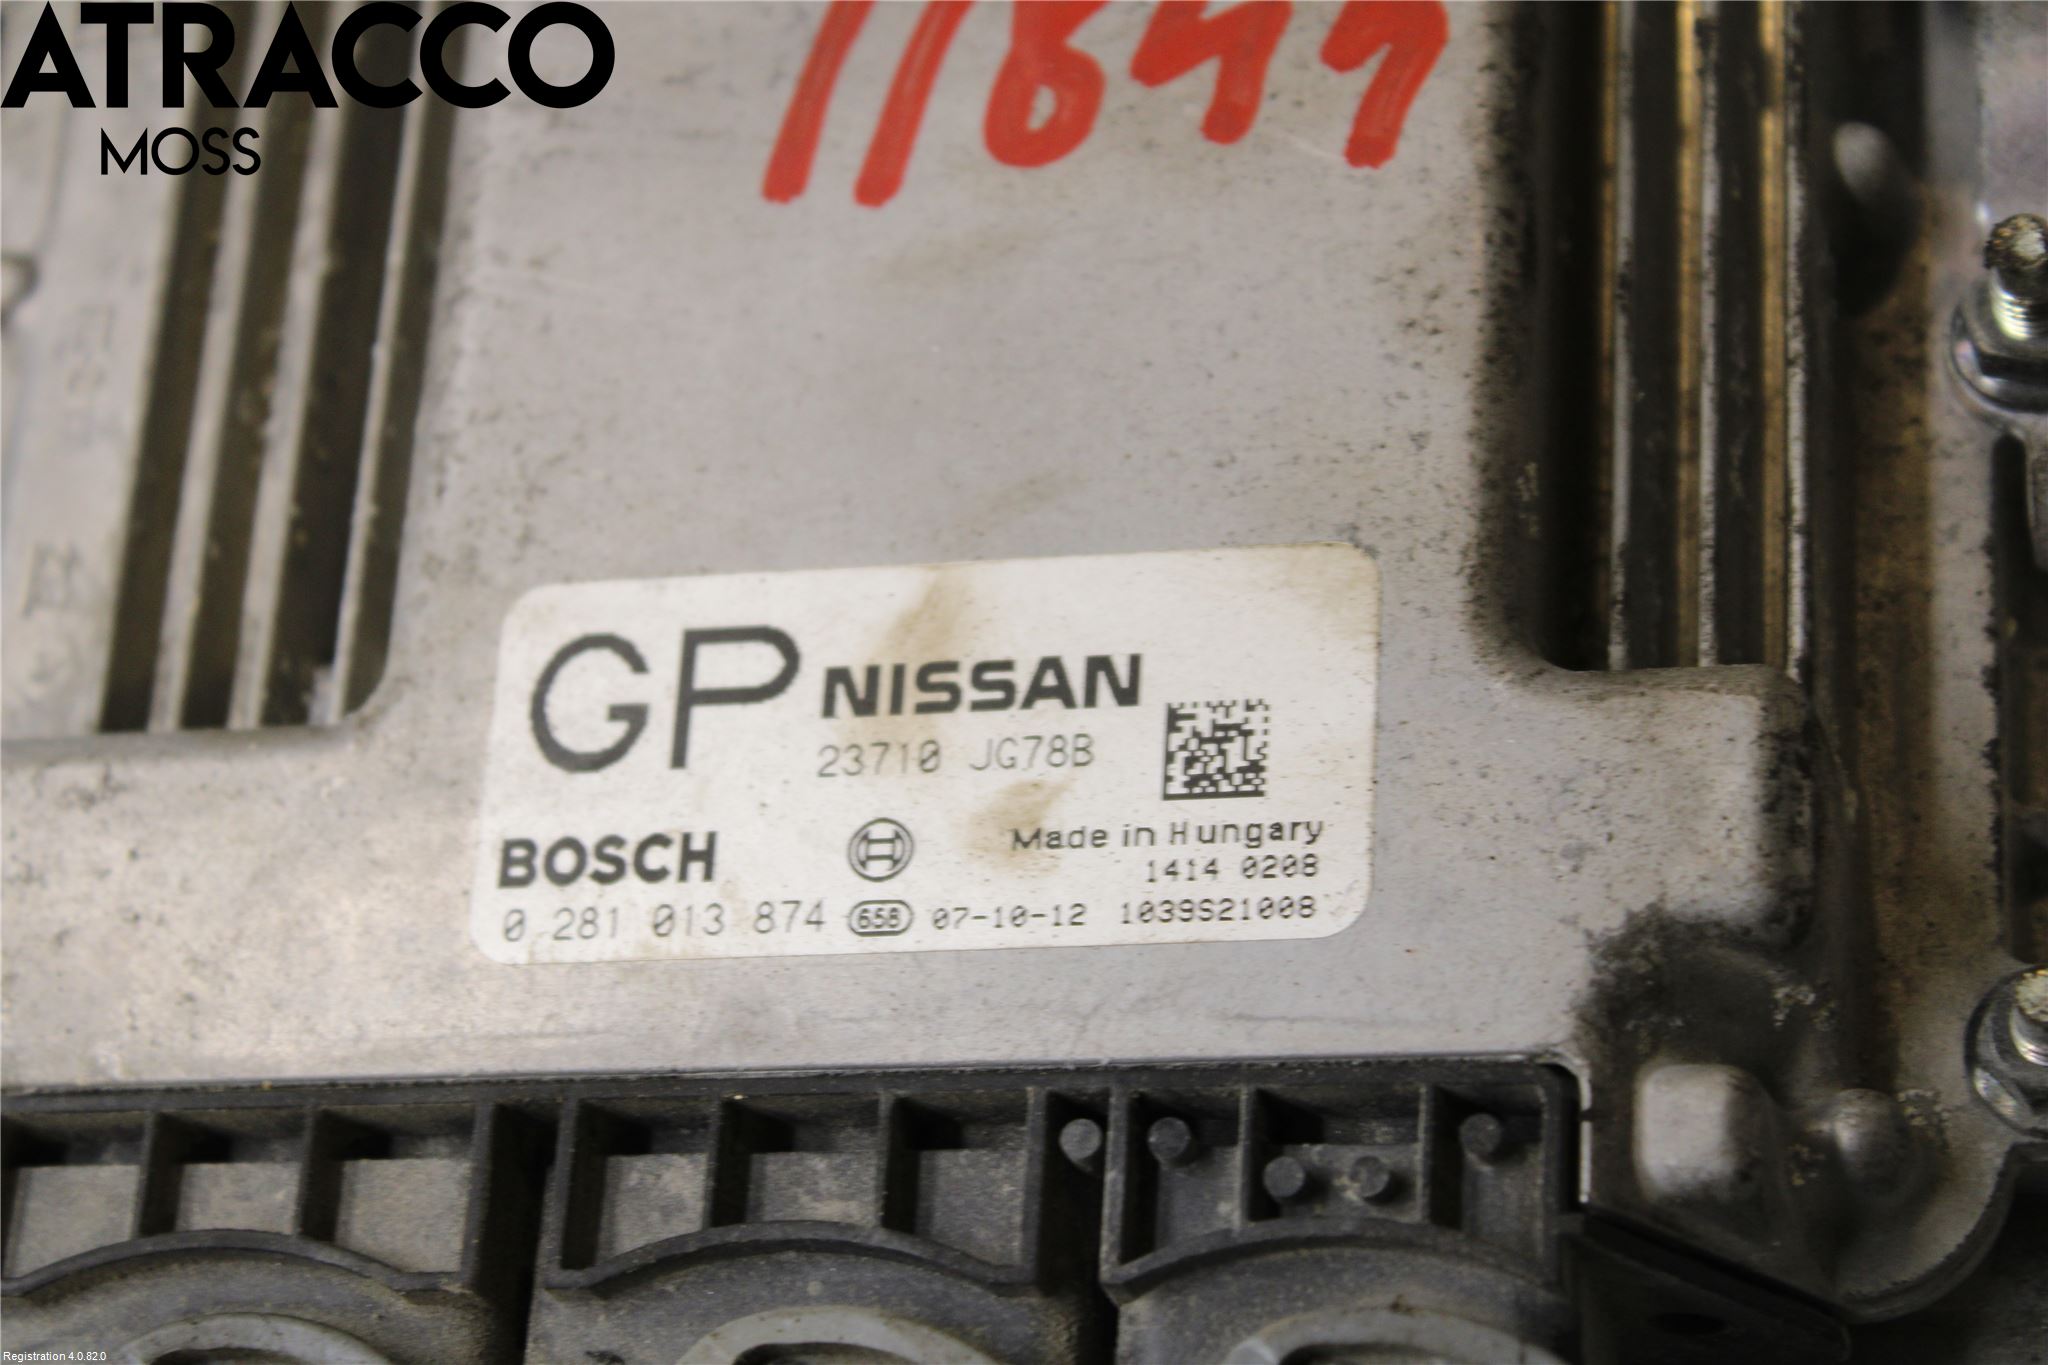 ATRACCO
MOSS
GP NISSAN
23710 JG78B
BOSCH
Made in Hungary
1414 0208
0 281 013 874 656 07-10-12 1039S21008
Registration 4.0.82.0